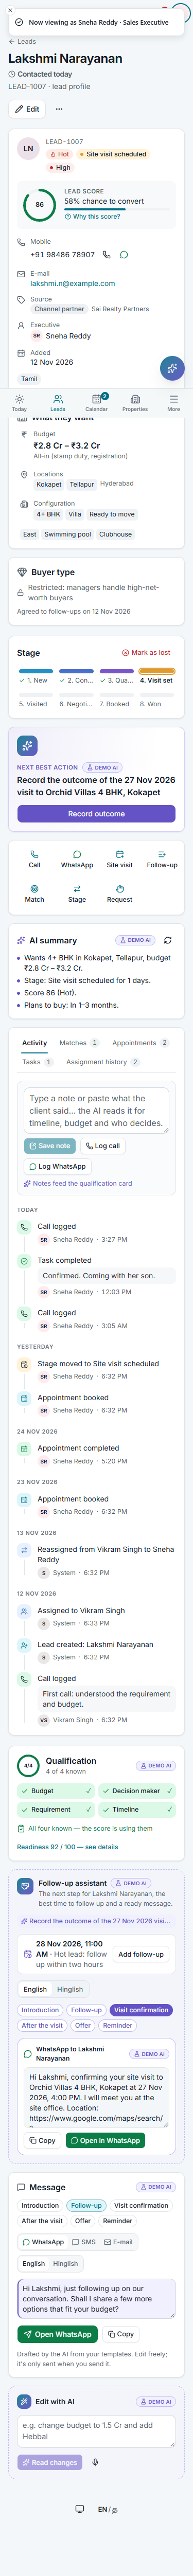 Now viewing as Sneha Reddy · Sales Executive
Leads
Lakshmi Narayanan
Contacted today
LEAD-1007 · lead profile
Edit
LN
LEAD-1007
Hot
Site visit scheduled
High
86
LEAD SCORE
58% chance to convert
Why this score?
Mobile
+91 98486 78907
E-mail
lakshmi.n@example.com
Source
Channel partner
Sai Realty Partners
Executive
SR Sneha Reddy
Added
12 Nov 2026
Tamil
Today
Leads
Calendar
2
Properties
More
What they want
Budget
₹2.8 Cr – ₹3.2 Cr
All-in (stamp duty, registration)
Locations
Kokapet
Tellapur
Hyderabad
Configuration
4+ BHK
Villa
Ready to move
East
Swimming pool
Clubhouse
Buyer type
Restricted: managers handle high-net-
worth buyers
Agreed to follow-ups on 12 Nov 2026
Stage
Mark as lost
1. New
2. Con...
3. Qua...
4. Visit set
5. Visited
6. Negoti...
7. Booked
8. Won
NEXT BEST ACTION
DEMO AI
Record the outcome of the 27 Nov 2026
visit to Orchid Villas 4 BHK, Kokapet
Record outcome
Call
WhatsApp
Site visit
Follow-up
Match
Stage
Request
AI summary
DEMO AI
Wants 4+ BHK in Kokapet, Tellapur, budget
₹2.8 Cr – ₹3.2 Cr.
Stage: Site visit scheduled for 1 days.
Score 86 (Hot).
Plans to buy: In 1–3 months.
Activity
Matches 1
Appointments 2
Tasks 1
Assignment history 2
Type a note or paste what the
client said... the AI reads it for
timeline, budget and who decides.
Save note
Log call
Log WhatsApp
Notes feed the qualification card
TODAY
Call logged
SR Sneha Reddy · 3:27 PM
Task completed
Confirmed. Coming with her son.
SR Sneha Reddy · 12:03 PM
Call logged
SR Sneha Reddy · 3:05 AM
YESTERDAY
Stage moved to Site visit scheduled
SR Sneha Reddy · 6:32 PM
Appointment booked
SR Sneha Reddy · 6:32 PM
24 NOV 2026
Appointment completed
SR Sneha Reddy · 5:20 PM
23 NOV 2026
Appointment booked
SR Sneha Reddy · 6:32 PM
13 NOV 2026
Reassigned from Vikram Singh to Sneha
Reddy
S System · 6:32 PM
12 NOV 2026
Assigned to Vikram Singh
S System · 6:33 PM
Lead created: Lakshmi Narayanan
S System · 6:32 PM
Call logged
First call: understood the requirement
and budget.
VS Vikram Singh · 6:32 PM
4/4
Qualification
4 of 4 known
DEMO AI
Budget
Decision maker
Requirement
Timeline
All four known — the score is using them
Readiness 92 / 100 — see details
Follow-up assistant
DEMO AI
The next step for Lakshmi Narayanan, the
best time to follow up and a ready message.
Record the outcome of the 27 Nov 2026 visi...
28 Nov 2026, 11:00
AM · Hot lead: follow
up within two hours
Add follow-up
English
Hinglish
Introduction
Follow-up
Visit confirmation
After the visit
Offer
Reminder
WhatsApp to Lakshmi
Narayanan
DEMO AI
Hi Lakshmi, confirming your site visit to
Orchid Villas 4 BHK, Kokapet at 27 Nov
2026, 4:00 PM. I will meet you at
the site office. Location:
https://www.google.com/maps/search/
Copy
Open in WhatsApp
Message
DEMO AI
Introduction
Follow-up
Visit confirmation
After the visit
Offer
Reminder
WhatsApp
SMS
E-mail
English
Hinglish
Hi Lakshmi, just following up on our
conversation. Shall I share a few more
options that fit your budget?
Open WhatsApp
Copy
Drafted by the AI from your templates. Edit freely;
it's only sent when you send it.
Edit with AI
DEMO AI
e.g. change budget to 1.5 Cr and add
Hebbal
Read changes
EN / हि